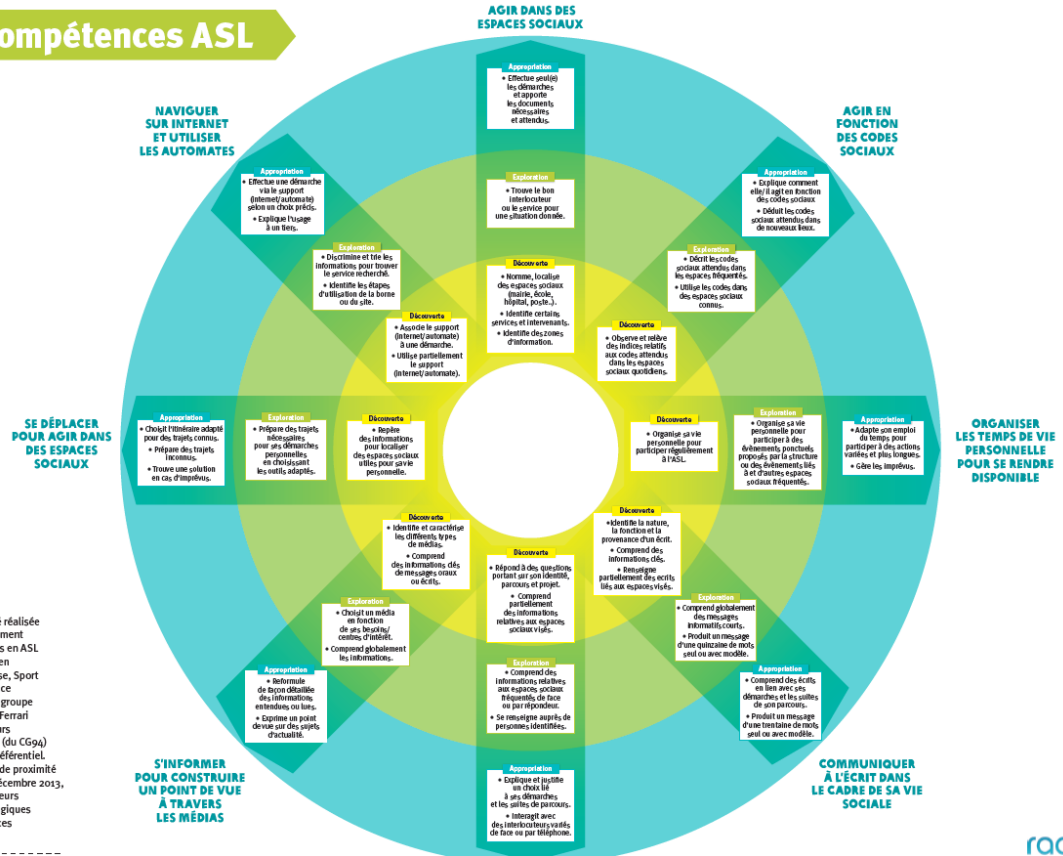 ompétences ASL
AGIR DANS DES
ESPACES SOCIAUX
Appropriation
• Effectue seul(e)
les démarches
et apporte
les documents
nécessaires
et attendus.
Exploration
• Trouve le bon
interlocuteur
ou le service pour
une situation donnée.
Découverte
• Nomme, localise
des espaces sociaux
(mairie, école,
hôpital, poste...).
• Identifie certains
services et intervenants.
• Identifie des zones
d'information.
AGIR EN
FONCTION
DES CODES
SOCIAUX
Appropriation
• Explique comment
elle/il agit en fonction
des codes sociaux
• Déduit les codes
sociaux attendus dans
de nouveaux lieux.
Exploration
• Décrit les codes
sociaux attendus dans
les espaces fréquentés.
• Utilise les codes dans
des espaces sociaux
connus.
Découverte
• Observe et relève
des indices relatifs
aux codes attendus
dans les espaces
sociaux quotidiens.
ORGANISER
LES TEMPS DE VIE
PERSONNELLE
POUR SE RENDRE
DISPONIBLE
Découverte
• Organise sa vie
personnelle pour
participer régulièrement
à l'ASL.
Exploration
• Organise sa vie
personnelle pour
participer à des
évènements ponctuels
proposés par la structure
ou des évènements liés
à et d'autres espaces
sociaux fréquentés.
Appropriation
• Adapte son emploi
du temps pour
participer à des actions
variées et plus longues.
• Gère les imprévus.
COMMUNIQUER
À L'ÉCRIT DANS
LE CADRE DE SA VIE
SOCIALE
Découverte
•Identifie la nature,
la fonction et la
provenance d'un écrit.
• Comprend des
informations clés.
• Renseigne
partiellement des ecrits
liés aux espaces visés.
Exploration
• Comprend globalement
des messages
informatifs courts.
• Produit un message
d'une quinzaine de mots
seul ou avec modèle.
Appropriation
• Comprend des écrits
en lien avec ses
démarches et les suites
de son parcours.
• Produit un message
d'une trentaine de mots
seul ou avec modèle.
Découverte
• Répond à des questions
portant sur son identité,
parcours et projet.
• Comprend
partiellement
des informations
relatives aux espaces
sociaux visés.
Exploration
• Comprend des
informations relatives
aux espaces sociaux
fréquentés de face
ou par répondeur.
• Se renseigne auprès de
personnes identifiées.
Appropriation
• Explique et justifie
un choix lié
à ses démarches
et les suites de parcours.
• Interagit avec
des interlocuteurs variés
de face ou par téléphone.
S'INFORMER
POUR CONSTRUIRE
UN POINT DE VUE
À TRAVERS
LES MÉDIAS
Découverte
• Identifie et caractérise
les différents types
de médias.
• Comprend
des informations clés
de messages oraux
ou écrits.
Exploration
• Choisit un média
en fonction
de ses besoins/
centres d'intérêt.
• Comprend globalement
les informations.
Appropriation
• Reformule
de façon détaillée
des informations
entendues ou lues.
• Exprime un point
de vue sur des sujets
d'actualité.
SE DÉPLACER
POUR AGIR DANS
DES ESPACES
SOCIAUX
Appropriation
• Choisit l'itinéraire adapté
pour des trajets connus.
• Prépare des trajets
inconnus.
• Trouve une solution
en cas d'imprévus.
Exploration
• Prépare des trajets
nécessaires
pour ses démarches
personnelles
en choisissant
les outils adaptés.
Découverte
• Repère
des informations
pour localiser
des espaces sociaux
utiles pour sa vie
personnelle.
NAVIGUER
SUR INTERNET
ET UTILISER
LES AUTOMATES
Appropriation
• Effectue une démarche
via le support
(internet/automate)
selon un choix précis.
• Explique l'usage
à un tiers.
Exploration
• Discrimine et trie les
informations pour trouver
le service recherché.
• Identifie les étapes
d'utilisation de la borne
ou du site.
Découverte
• Associe le support
(internet/automate)
à une démarche.
• Utilise partiellement
le support
(internet/automate).
é réalisée
ment
s en ASL
en
se, Sport
ce
groupe
Ferrari
urs
(du CG94)
éférentiel.
de proximité
écembre 2013,
eurs
giques
ces
rad